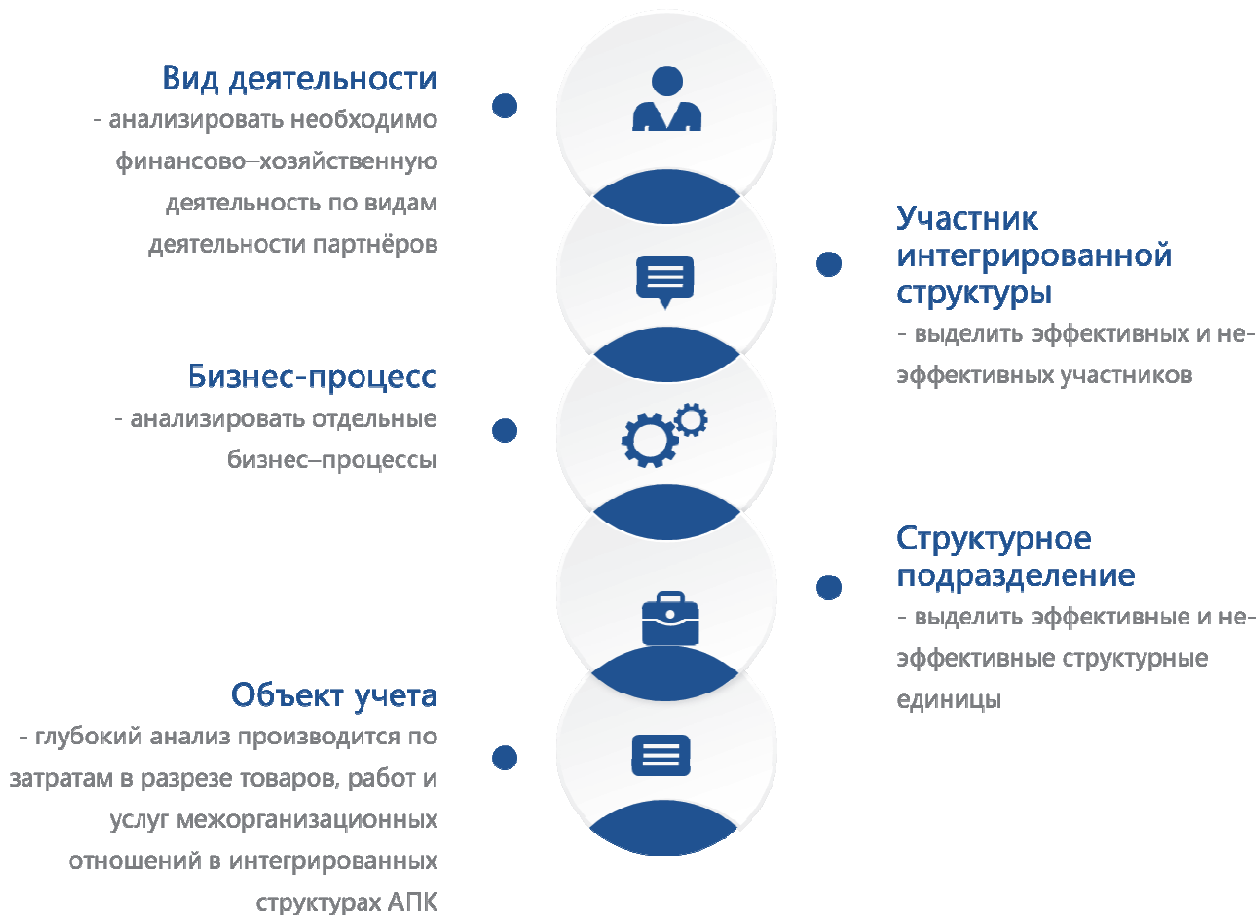 Вид деятельности
- анализировать необходимо
финансово–хозяйственную
деятельность по видам
деятельности партнёров
Участник
интегрированной
структуры
- выделить эффективных и не-
эффективных участников
Бизнес-процесс
- анализировать отдельные
бизнес–процессы
Структурное
подразделение
- выделить эффективные и не-
эффективные структурные
единицы
Объект учета
- глубокий анализ производится по
затратам в разрезе товаров, работ и
услуг межорганизационных
отношений в интегрированных
структурах АПК